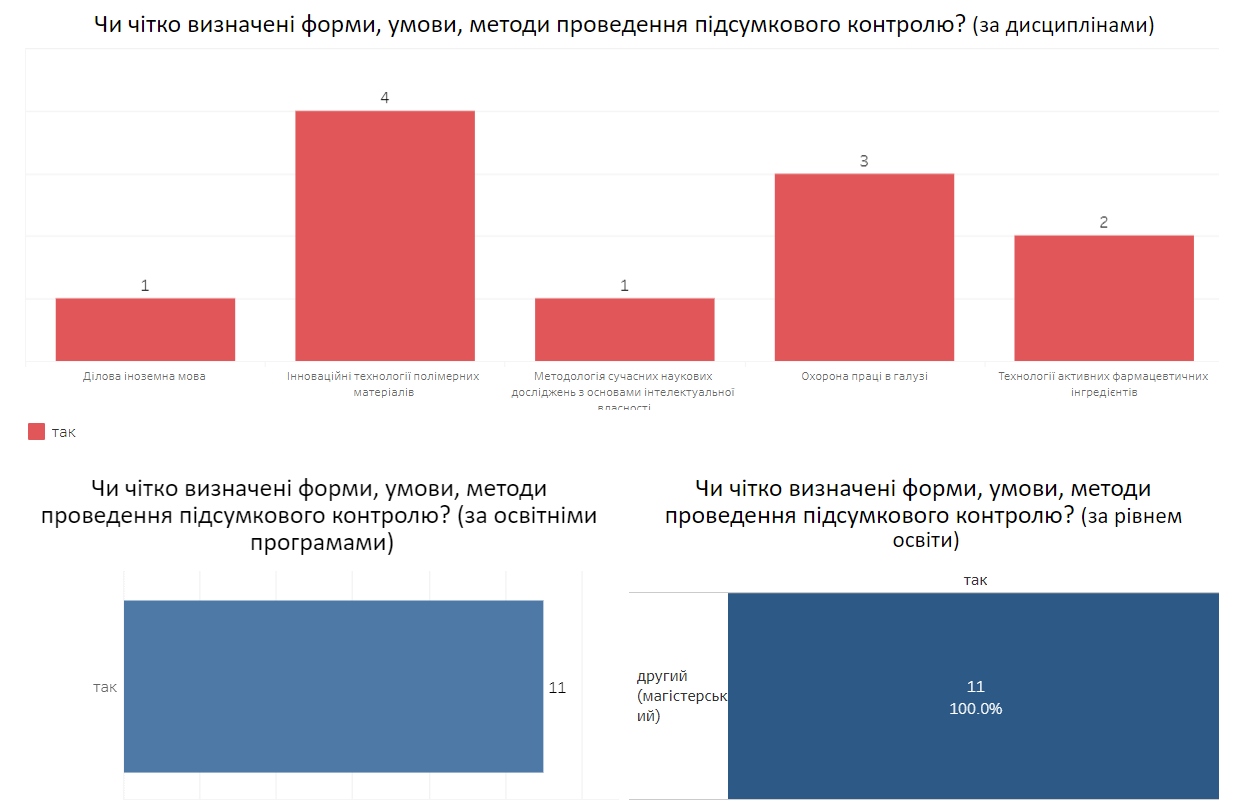 Чи чітко визначені форми, умови, методи проведення підсумкового контролю? (за дисциплінами)
4
3
2
1
1
Ділова іноземна мова
Інноваційні технології полімерних
матеріалів
Методологія сучасних наукових
досліджень з основами інтелектуальної
власності
Охорона праці в галузі
Технології активних фармацевтичних
інгредієнтів
так
Чи чітко визначені форми, умови, методи
проведення підсумкового контролю? (за освітніми
програмами)
так
11
Чи чітко визначені форми, умови, методи
проведення підсумкового контролю? (за рівнем
освіти)
так
другий
(магістерськ
ий)
11
100.0%